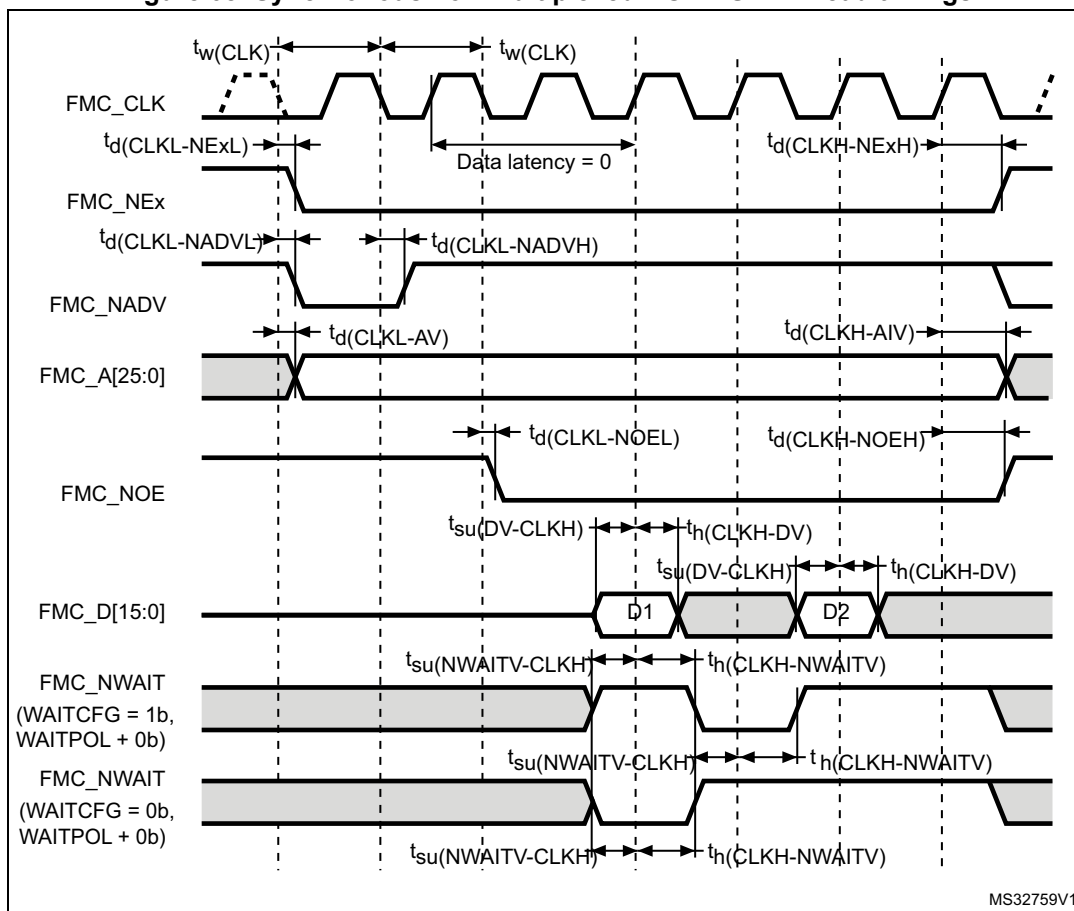 tw(CLK)
tw(CLK)
FMC_CLK
td(CLKL-NExL)
Data latency = 0
td(CLKH-NExH)
FMC_NEx
td(CLKL-NADVL)
td(CLKL-NADVH)
FMC_NADV
td(CLKL-AV)
td(CLKH-AIV)
FMC_A[25:0]
td(CLKL-NOEL)
td(CLKH-NOEH)
FMC_NOE
tsu(DV-CLKH)
th(CLKH-DV)
tsu(DV-CLKH)
th(CLKH-DV)
FMC_D[15:0]
D1
D2
tsu(NWAITV-CLKH)
th(CLKH-NWAITV)
FMC_NWAIT
(WAITCFG = 1b,
WAITPOL + 0b)
tsu(NWAITV-CLKH)
th(CLKH-NWAITV)
FMC_NWAIT
(WAITCFG = 0b,
WAITPOL + 0b)
tsu(NWAITV-CLKH)
th(CLKH-NWAITV)
MS32759V1